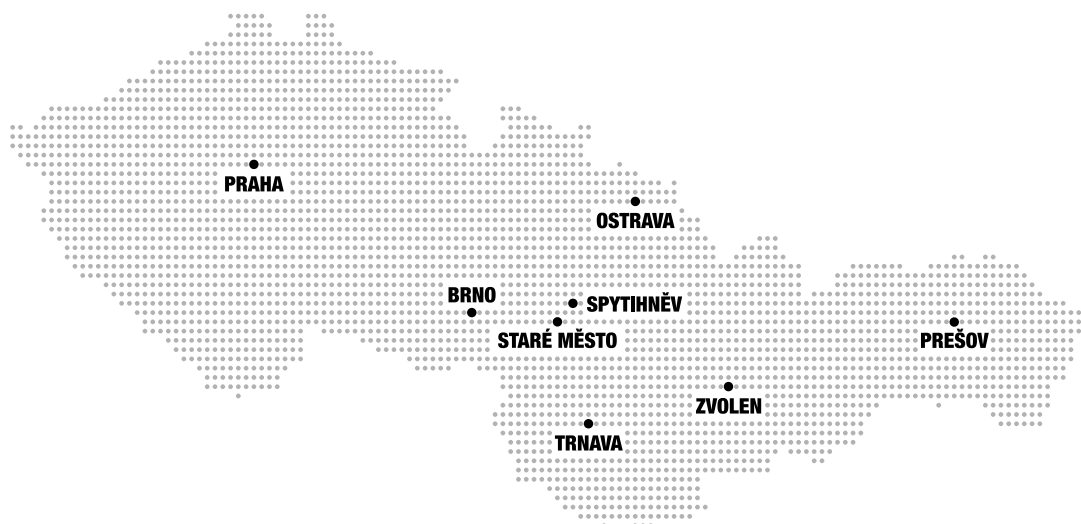 PRAHA
OSTRAVA
BRNO
SPYTIHNĚV
STARÉ MĚSTO
PREŠOV
ZVOLEN
TRNAVA